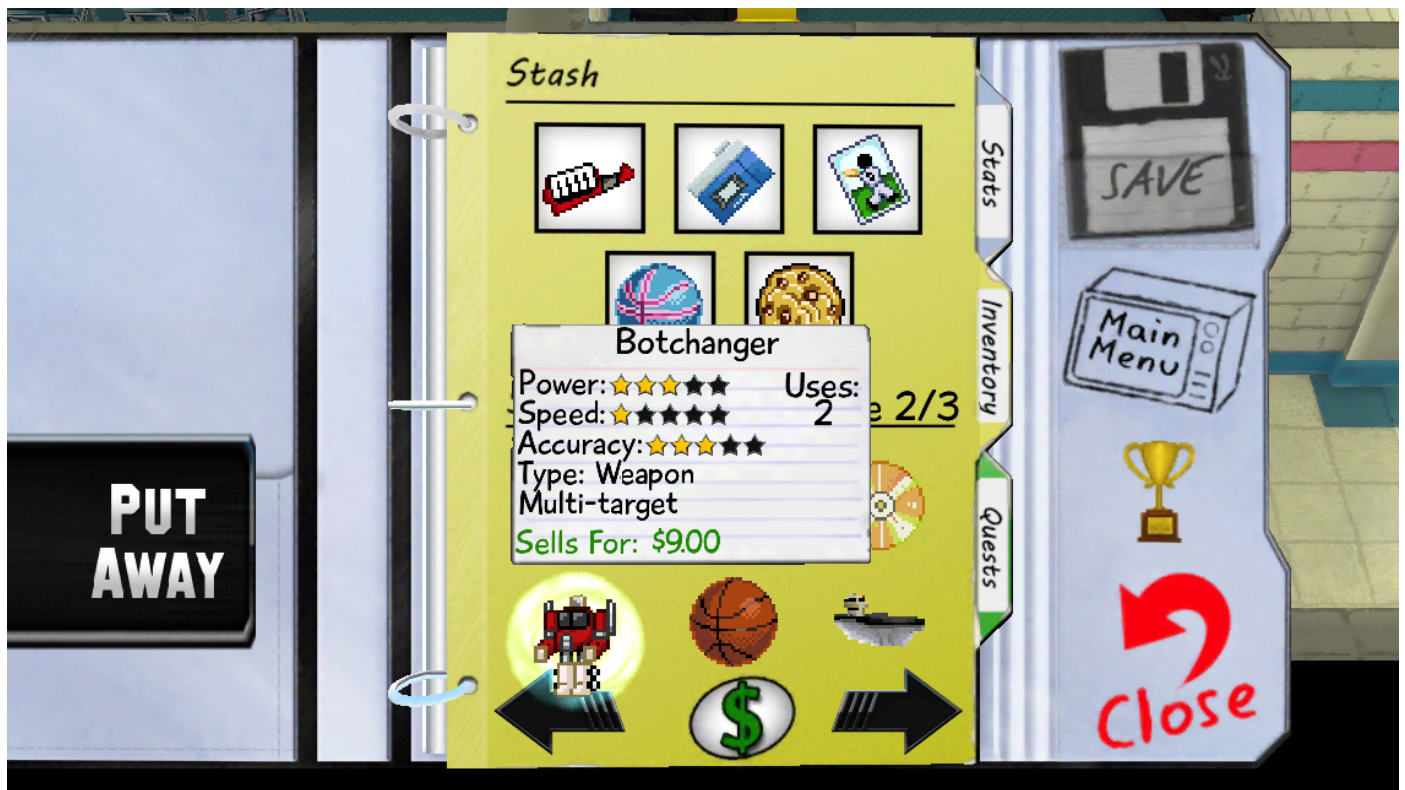 Stash
Stats
SAVE
Inventory
Main
Menu
Botchanger
Power:
Uses:
Speed:
2
2/3
Accuracy:
Type: Weapon
Multi-target
Sells For: $9.00
Quests
PUT
AWAY
$
Close